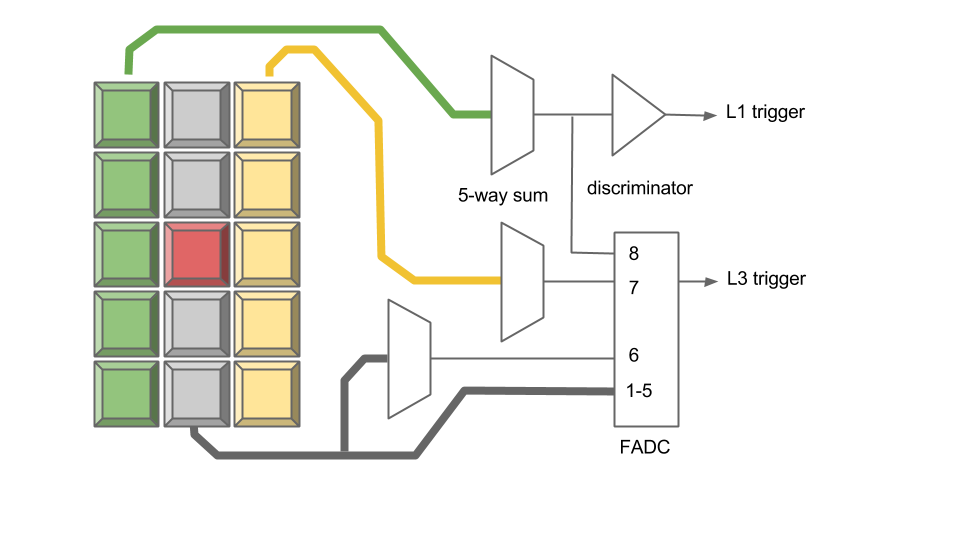 L1 trigger
5-way sum
discriminator
8
7
L3 trigger
6
1-5
FADC